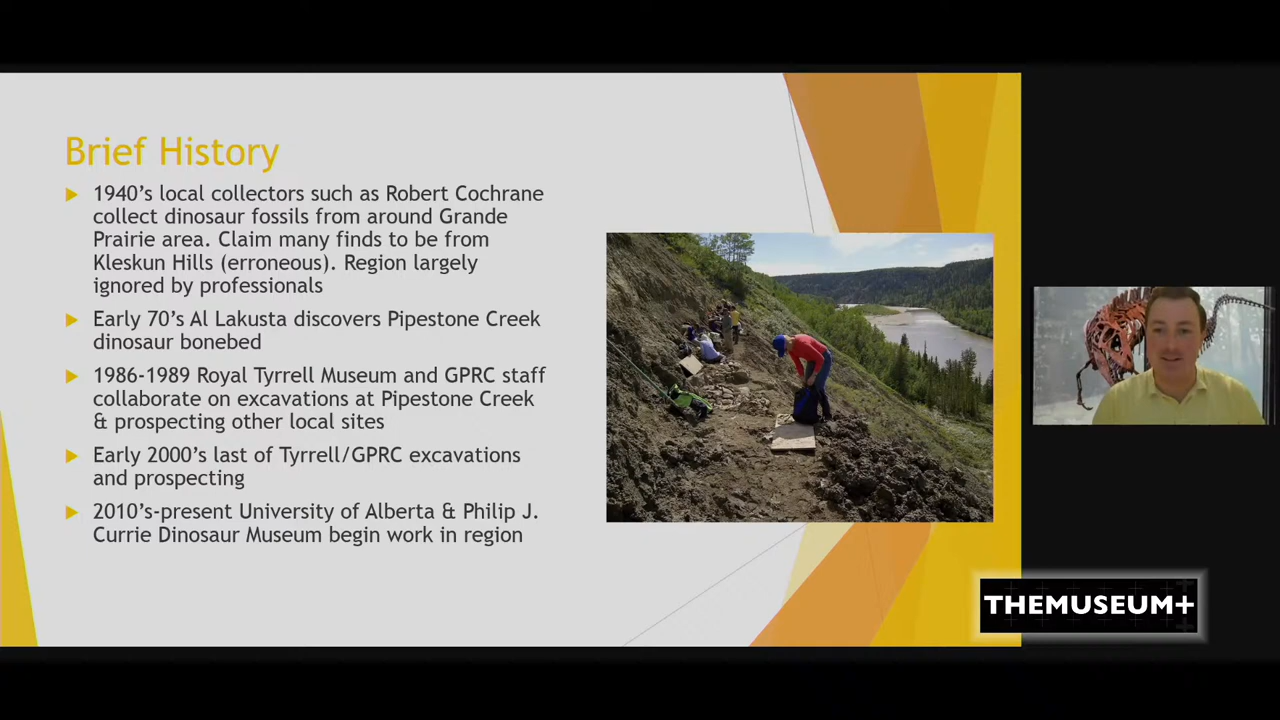 Brief History
1940’s local collectors such as Robert Cochrane
collect dinosaur fossils from around Grande
Prairie area. Claim many finds to be from
Kleskun Hills (erroneous). Region largely
ignored by professionals
Early 70’s Al Lakusta discovers Pipestone Creek
dinosaur bonebed
1986-1989 Royal Tyrrell Museum and GPRC staff
collaborate on excavations at Pipestone Creek
& prospecting other local sites
Early 2000’s last of Tyrrell/GPRC excavations
and prospecting
2010’s-present University of Alberta & Philip J.
Currie Dinosaur Museum begin work in region
THEMUSEUM+